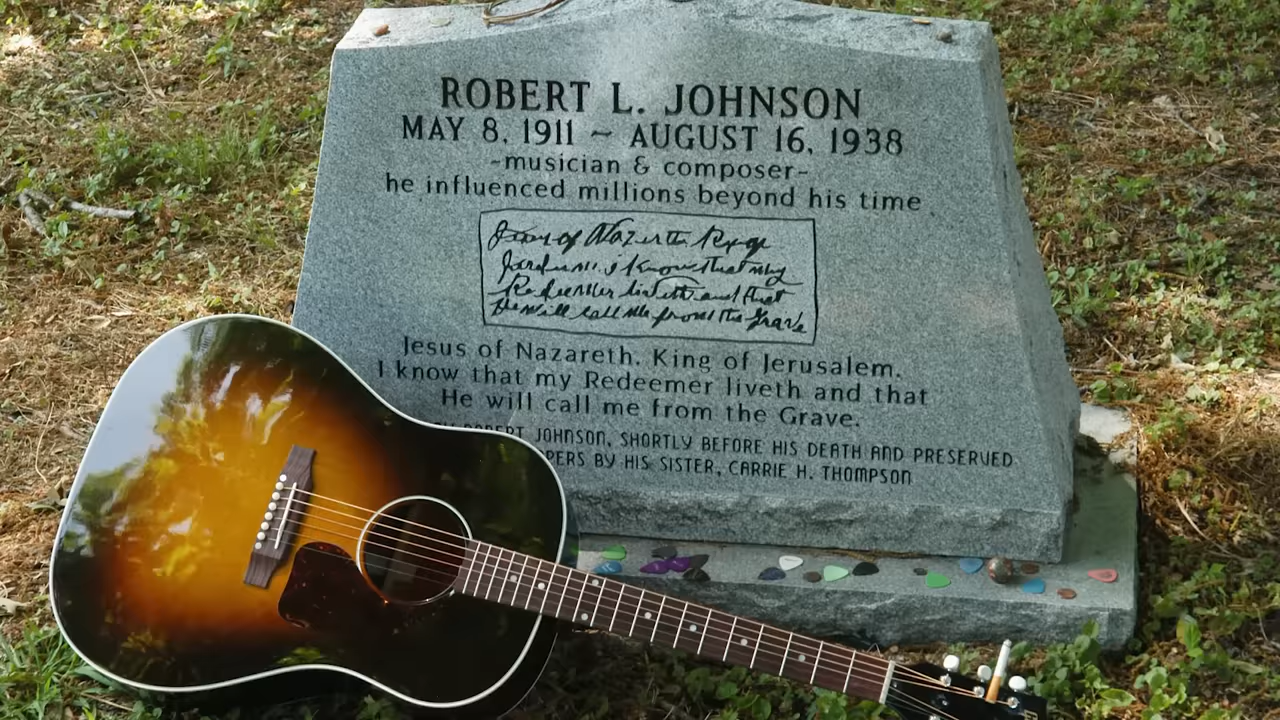 ROBERT L. JOHNSON
MAY 8, 1911 ~ AUGUST 16, 1938
-musician & composer-
he influenced millions beyond his time
Jesus of Nazareth, King of Jerusalem.
I know that my Redeemer liveth and that
He will call me from the Grave.
ROBERT JOHNSON, SHORTLY BEFORE HIS DEATH AND PRESERVED
BY HIS SISTER, CARRIE H. THOMPSON